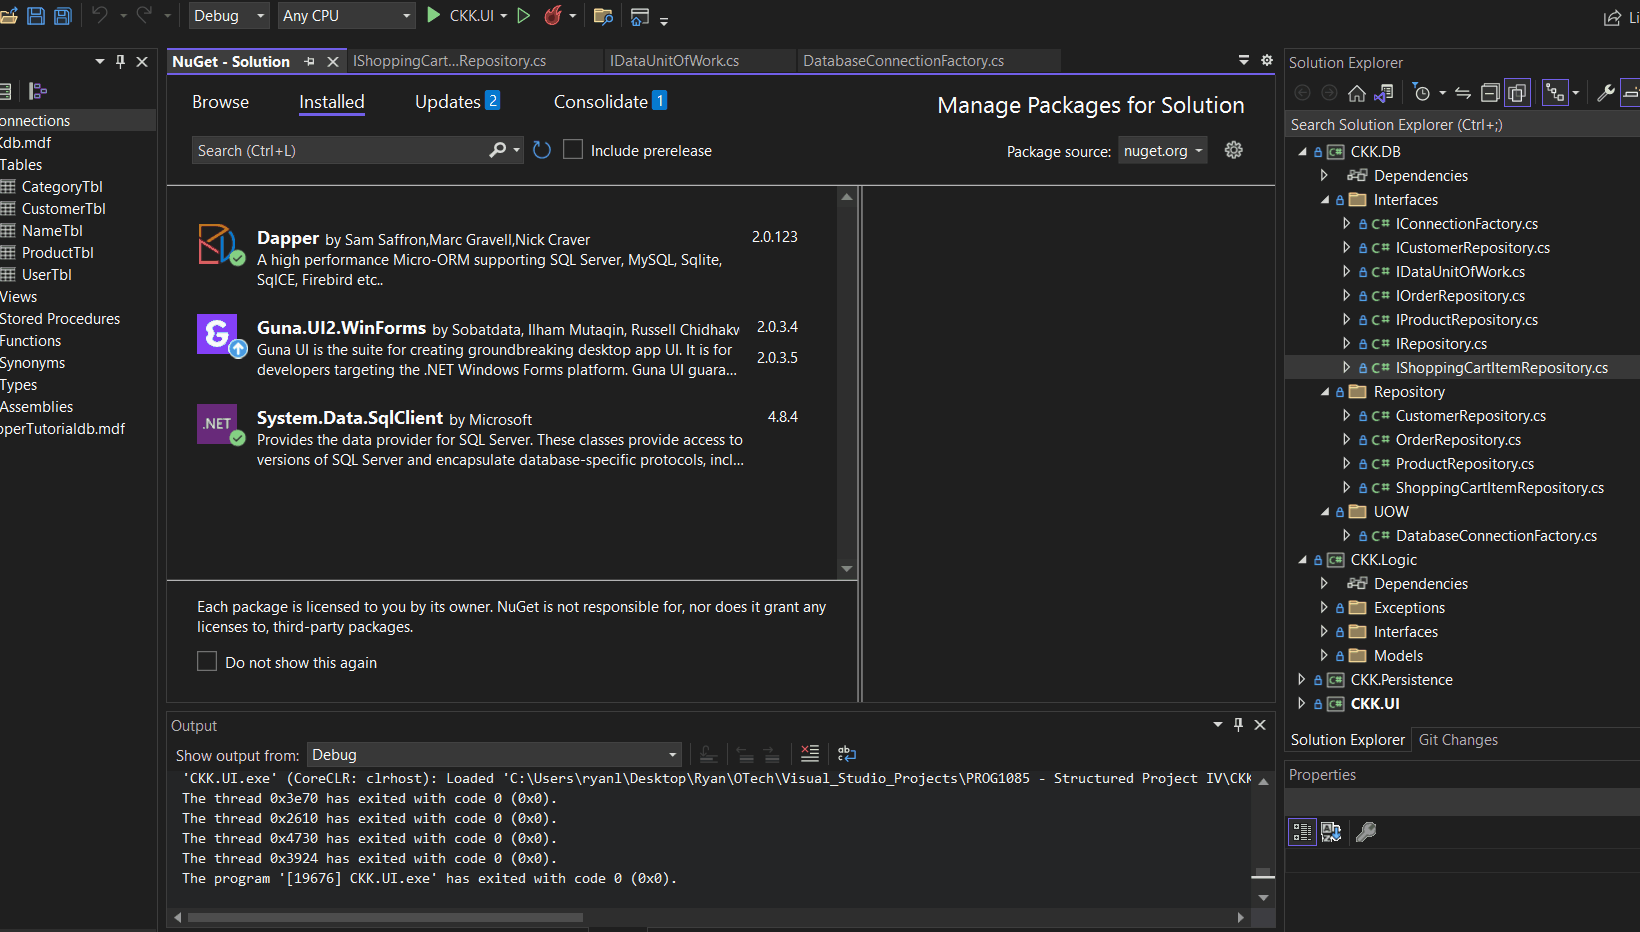 Debug
Any CPU
CKK.UI
Li
NuGet - Solution
IShoppingCart...Repository.cs
IDataUnitOfWork.cs
DatabaseConnectionFactory.cs
onnections
db.mdf
Tables
CategoryTbl
CustomerTbl
NameTbl
ProductTbl
UserTbl
Views
Stored Procedures
Functions
Synonyms
Types
Assemblies
pperTutorialdb.mdf
Browse
Installed
Updates 2
Consolidate 1
Manage Packages for Solution
Search (Ctrl+L)
Include prerelease
Package source: nuget.org
Dapper by Sam Saffron,Marc Gravell,Nick Craver 2.0.123
A high performance Micro-ORM supporting SQL Server, MySQL, Sqlite,
SqlCE, Firebird etc..
G
Guna.UI2.WinForms by Sobatdata, Ilham Mutaqin, Russell Chidhakw 2.0.3.4
Guna UI is the suite for creating groundbreaking desktop app UI. It is for 2.0.3.5
developers targeting the .NET Windows Forms platform. Guna UI guara...
.NET
System.Data.SqlClient by Microsoft 4.8.4
Provides the data provider for SQL Server. These classes provide access to
versions of SQL Server and encapsulate database-specific protocols, incl...
Each package is licensed to you by its owner. NuGet is not responsible for, nor does it grant any
licenses to, third-party packages.
Do not show this again
Output
Show output from: Debug
'CKK.UI.exe' (CoreCLR: clrhost): Loaded 'C:\Users\ryanl\Desktop\Ryan\OTech\Visual_Studio_Projects\PROG1085 - Structured Project IV\CKK
The thread 0x3e70 has exited with code 0 (0x0).
The thread 0x2610 has exited with code 0 (0x0).
The thread 0x4730 has exited with code 0 (0x0).
The thread 0x3924 has exited with code 0 (0x0).
The program '[19676] CKK.UI.exe' has exited with code 0 (0x0).
Solution Explorer
Search Solution Explorer (Ctrl+;)
CKK.DB
Dependencies
Interfaces
C# IConnectionFactory.cs
C# ICustomerRepository.cs
C# IDataUnitOfWork.cs
C# IOrderRepository.cs
C# IProductRepository.cs
C# IRepository.cs
C# IShoppingCartItemRepository.cs
Repository
C# CustomerRepository.cs
C# OrderRepository.cs
C# ProductRepository.cs
C# ShoppingCartItemRepository.cs
UOW
C# DatabaseConnectionFactory.cs
CKK.Logic
Dependencies
Exceptions
Interfaces
Models
CKK.Persistence
CKK.UI
Solution Explorer
Git Changes
Properties